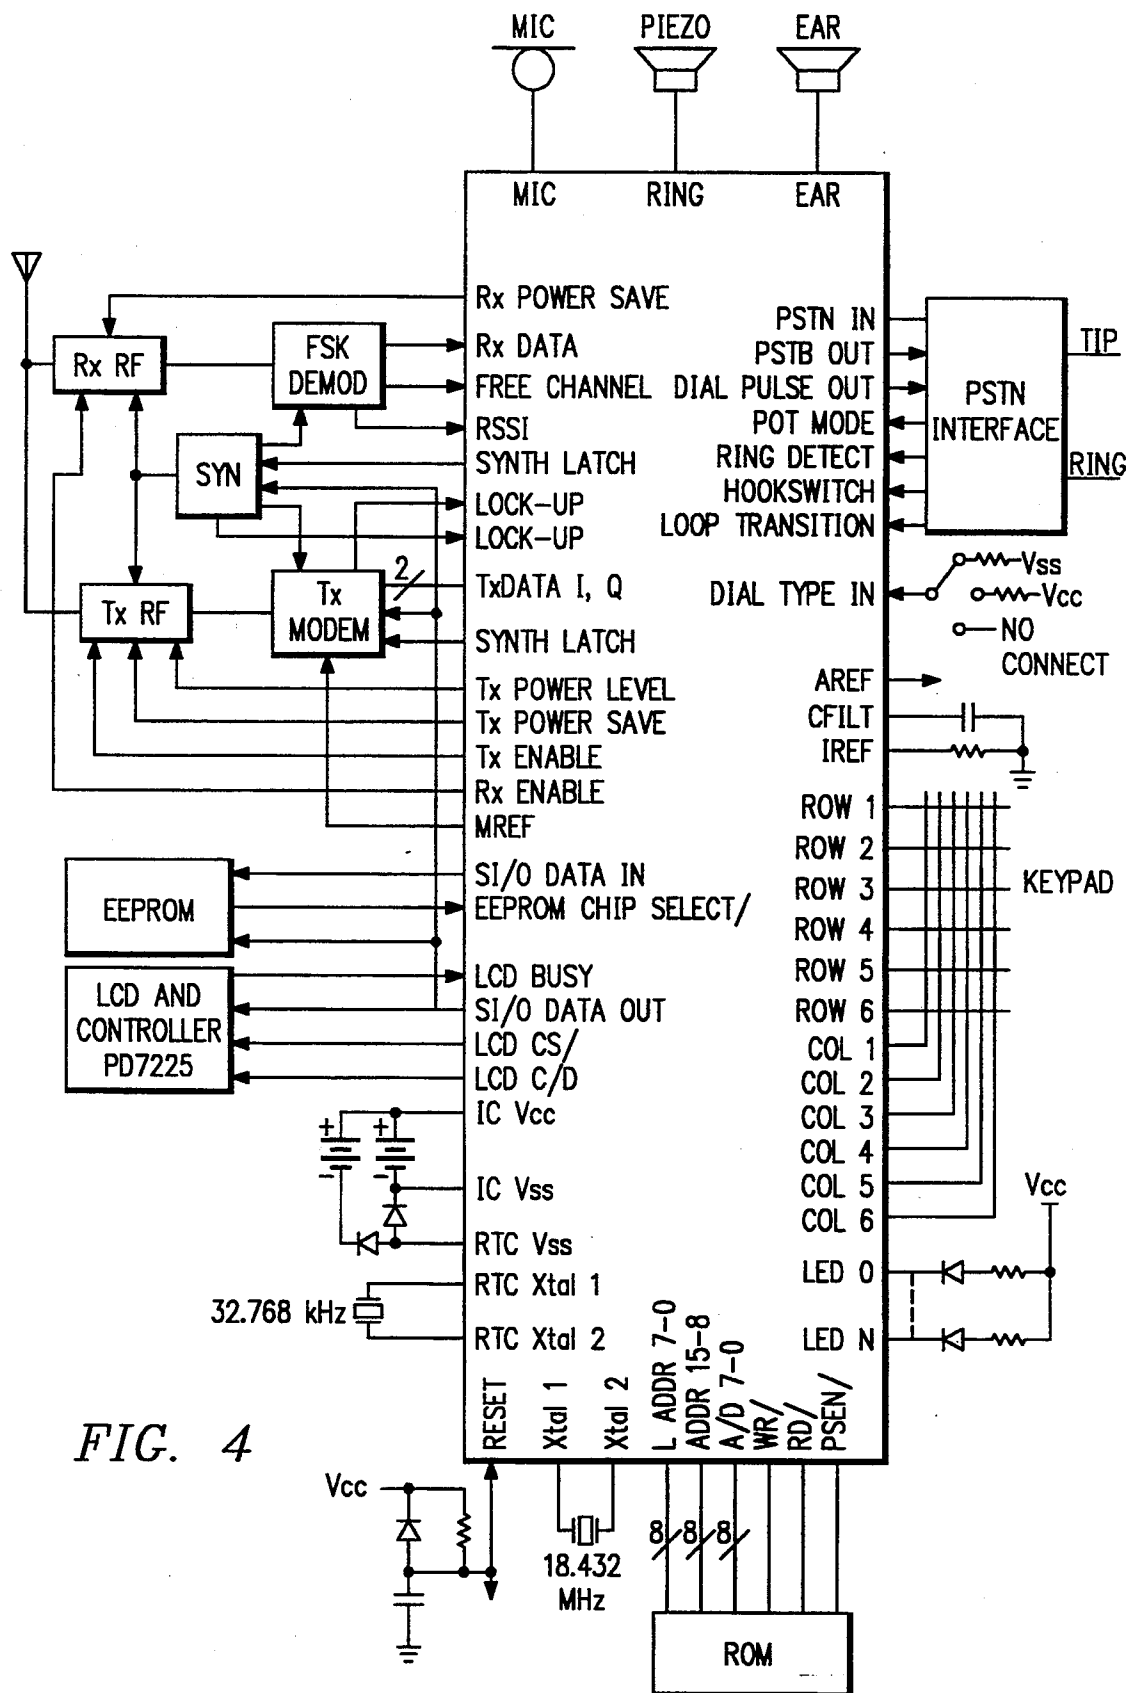 MIC
PIEZO
EAR
MIC
RING
EAR
Rx POWER SAVE
Rx DATA
FREE CHANNEL
RSSI
SYNTH LATCH
LOCK-UP
LOCK-UP
TxDATA I, Q
SYNTH LATCH
Tx POWER LEVEL
Tx POWER SAVE
Tx ENABLE
Rx ENABLE
MREF
SI/O DATA IN
EEPROM CHIP SELECT/
LCD BUSY
SI/O DATA OUT
LCD CS/
LCD C/D
IC Vcc
IC Vss
RTC Vss
RTC Xtal 1
RTC Xtal 2
Rx RF
FSK
DEMOD
SYN
2
Tx RF
Tx
MODEM
EEPROM
LCD AND
CONTROLLER
PD7225
+
+
-
-
32.768 kHz
PSTN IN
PSTB OUT
DIAL PULSE OUT
POT MODE
RING DETECT
HOOKSWITCH
LOOP TRANSITION
DIAL TYPE IN
AREF
CFILT
IREF
ROW 1
ROW 2
ROW 3
ROW 4
ROW 5
ROW 6
COL 1
COL 2
COL 3
COL 4
COL 5
COL 6
LED 0
LED N
PSTN
INTERFACE
TIP
RING
Vss
Vcc
NO
CONNECT
KEYPAD
Vcc
RESET
Xtal 1
Xtal 2
L ADDR 7-0
ADDR 15-8
A/D 7-0
WR/
RD/
PSEN/
FIG. 4
Vcc
18.432
MHz
8
8
8
ROM